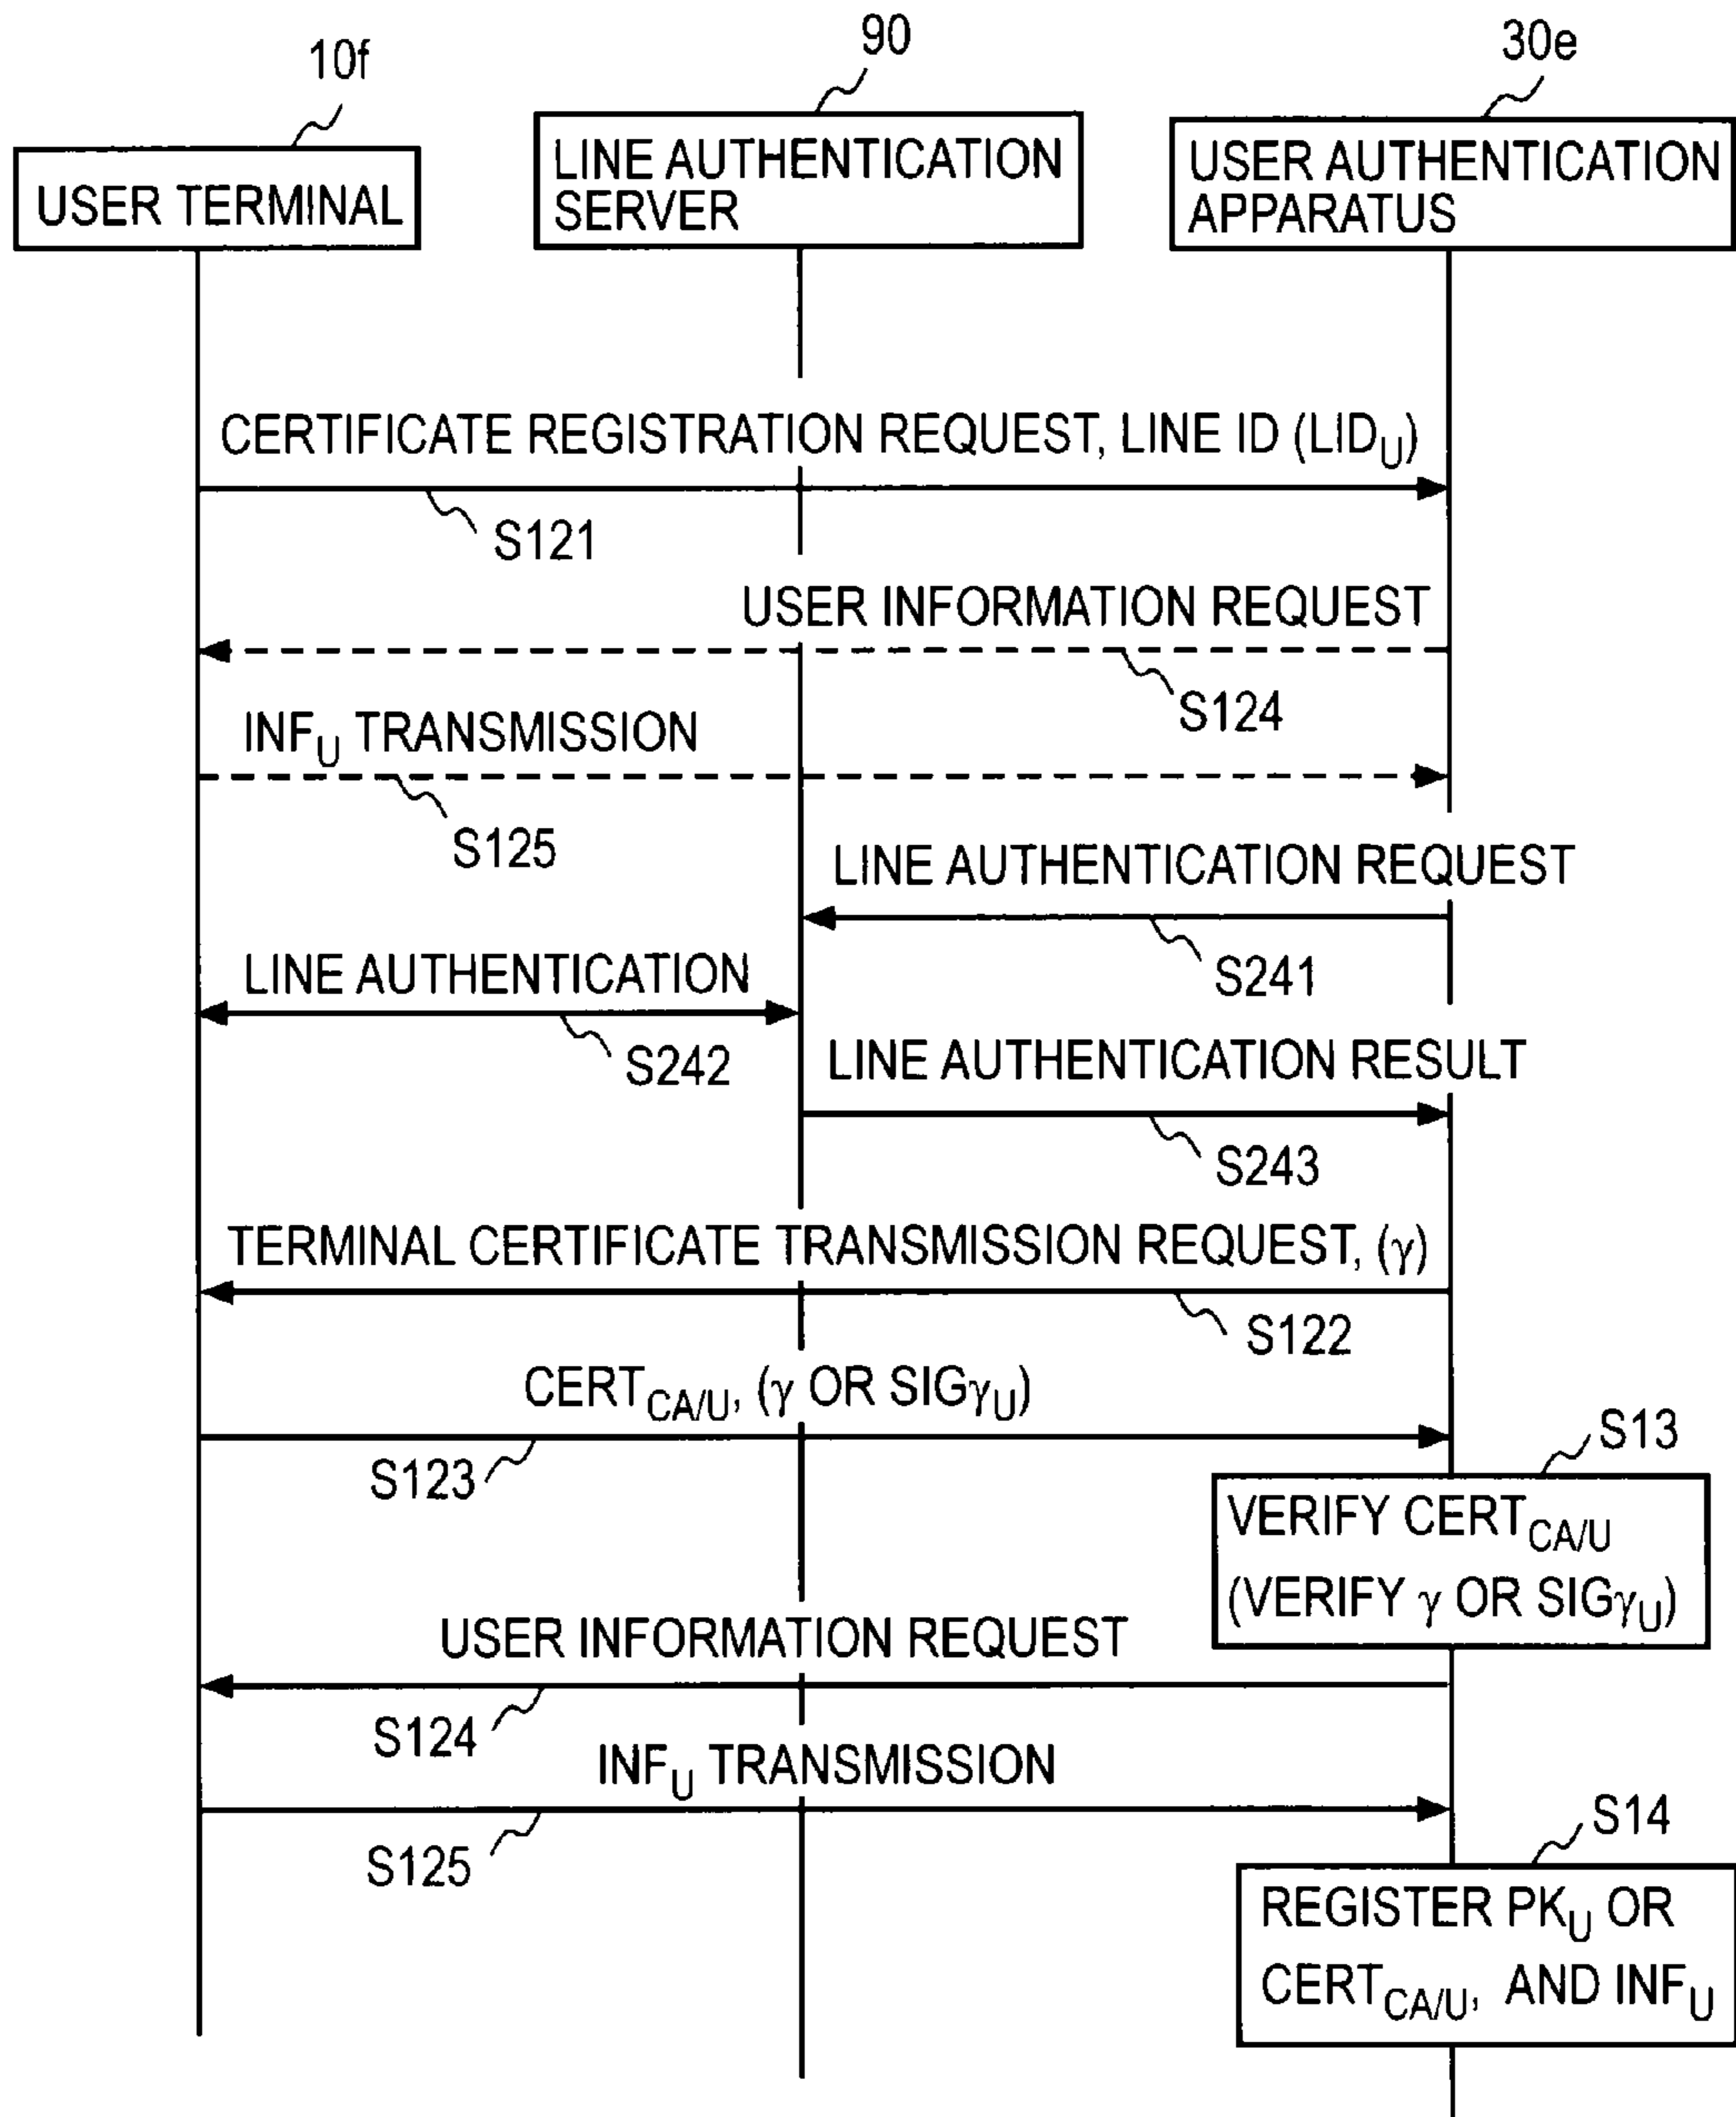 10f
90
30e
USER TERMINAL
LINE AUTHENTICATION
SERVER
USER AUTHENTICATION
APPARATUS
CERTIFICATE REGISTRATION REQUEST, LINE ID (LIDU)
S121
USER INFORMATION REQUEST
S124
INFU TRANSMISSION
S125
LINE AUTHENTICATION REQUEST
S241
LINE AUTHENTICATION
S242
LINE AUTHENTICATION RESULT
S243
TERMINAL CERTIFICATE TRANSMISSION REQUEST, (γ)
S122
CERTCA/U, (γ OR SIGγU)
S123
S13
VERIFY CERTCA/U
(VERIFY γ OR SIGγU)
USER INFORMATION REQUEST
S124
INFU TRANSMISSION
S125
S14
REGISTER PKU OR
CERTCA/U, AND INFU